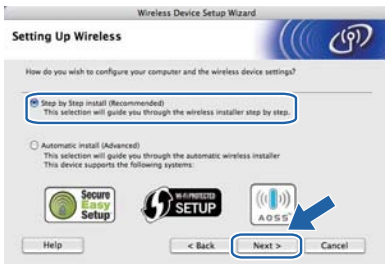 Wireless Device Setup Wizard
Setting Up Wireless
How do you wish to configure your computer and the wireless device settings?
Step by Step install (Recommended)
This selection will guide you through the wireless installer step by step.
Automatic install (Advanced)
This selection will guide you through the automatic wireless installer
This device supports the following systems:
Secure
Easy
Setup
WI-FI PROTECTED
SETUP
AOSS
Help
< Back
Next >
Cancel